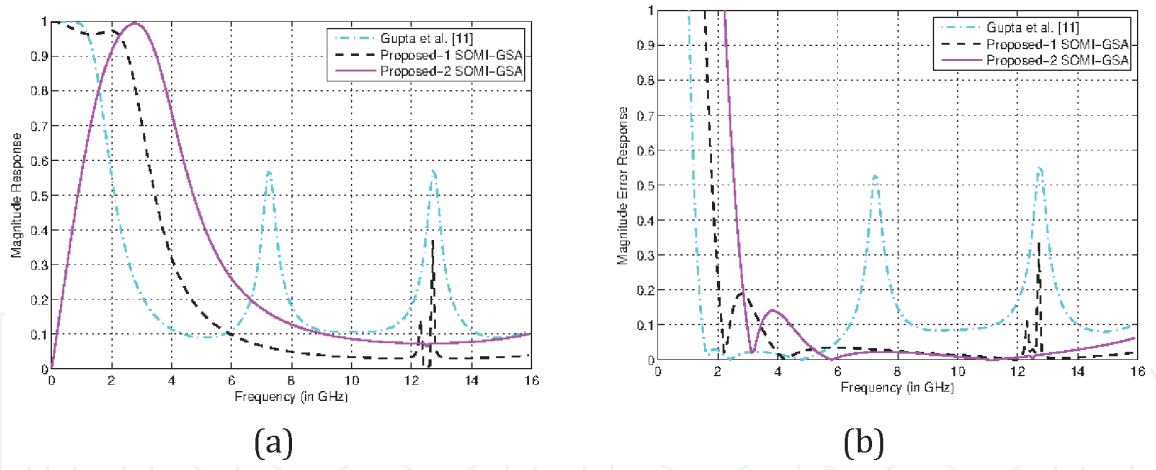 Gupta et al. [11]
Proposed-1 SOMI-GSA
Proposed-2 SOMI-GSA
Magnitude Response
1
0.9
0.8
0.7
0.6
0.5
0.4
0.3
0.2
0.1
0
0 2 4 6 8 10 12 14 16
Frequency (in GHz)
(a)
Gupta et al. [11]
Proposed-1 SOMI-GSA
Proposed-2 SOMI-GSA
Magnitude Error Response
1
0.9
0.8
0.7
0.6
0.5
0.4
0.3
0.2
0.1
0
0 2 4 6 8 10 12 14 16
Frequency (in GHz)
(b)